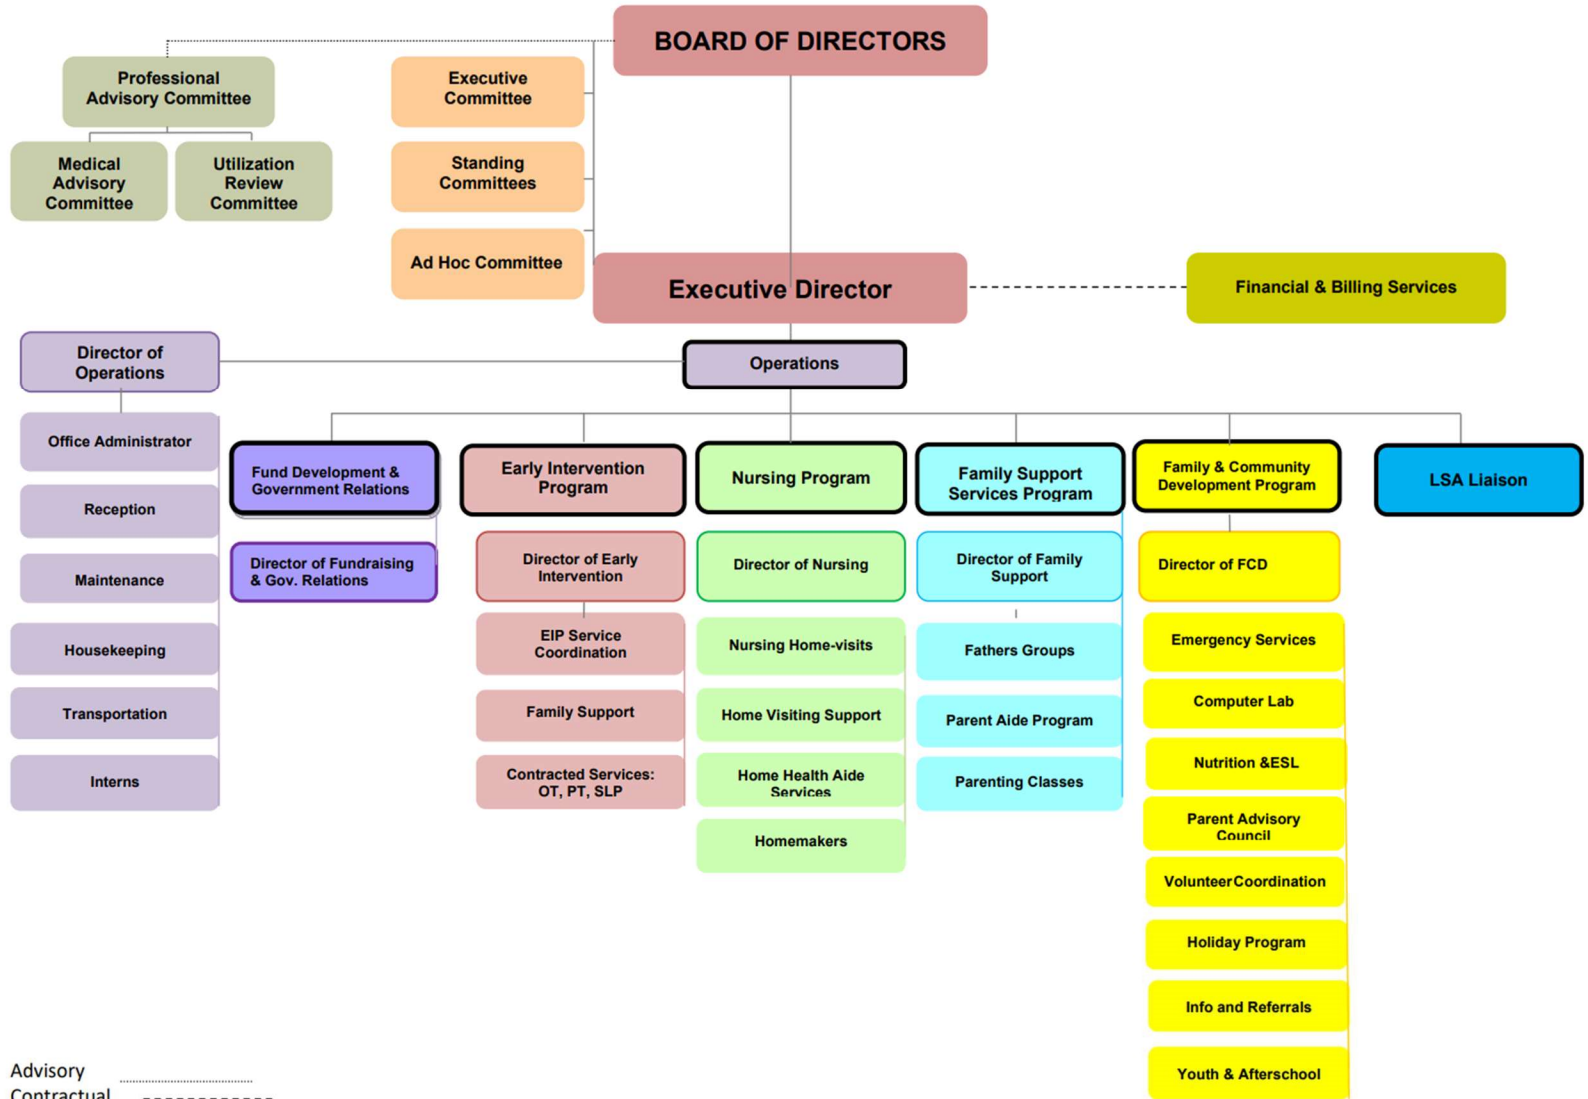 BOARD OF DIRECTORS
Professional
Advisory Committee
Executive
Committee
Medical
Advisory
Committee
Utilization
Review
Committee
Standing
Committees
Ad Hoc Committee
Executive Director
Financial & Billing Services
Director of
Operations
Operations
Office Administrator
Reception
Maintenance
Housekeeping
Transportation
Interns
Fund Development &
Government Relations
Director of Fundraising
& Gov. Relations
Early Intervention
Program
Director of Early
Intervention
EIP Service
Coordination
Family Support
Contracted Services:
OT, PT, SLP
Nursing Program
Director of Nursing
Nursing Home-visits
Home Visiting Support
Home Health Aide
Services
Homemakers
Family Support
Services Program
Director of Family
Support
Fathers Groups
Parent Aide Program
Parenting Classes
Family & Community
Development Program
Director of FCD
Emergency Services
Computer Lab
Nutrition &ESL
Parent Advisory
Council
Volunteer Coordination
Holiday Program
Info and Referrals
Youth & Afterschool
LSA Liaison
Advisory
Contractual